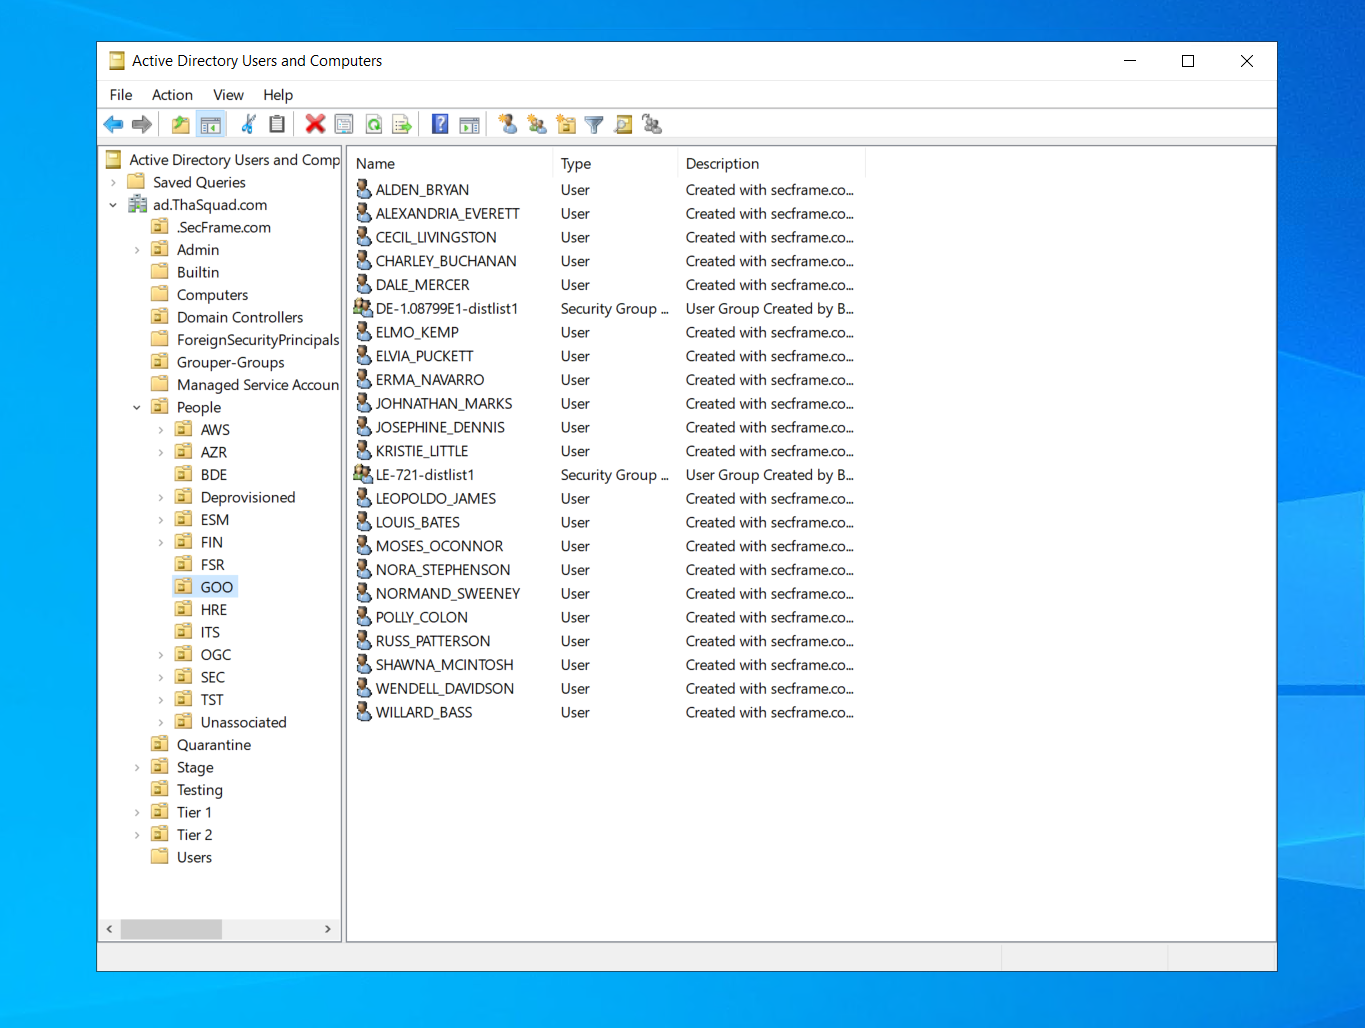 Active Directory Users and Computers
File Action View Help
Active Directory Users and Comp
Saved Queries
ad.ThaSquad.com
.SecFrame.com
Admin
Builtin
Computers
Domain Controllers
ForeignSecurityPrincipals
Grouper-Groups
Managed Service Accoun
People
AWS
AZR
BDE
Deprovisioned
ESM
FIN
FSR
GOO
HRE
ITS
OGC
SEC
TST
Unassociated
Quarantine
Stage
Testing
Tier 1
Tier 2
Users
Name Type Description
ALDEN_BRYAN User Created with secframe.co...
ALEXANDRIA_EVERETT User Created with secframe.co...
CECIL_LIVINGSTON User Created with secframe.co...
CHARLEY_BUCHANAN User Created with secframe.co...
DALE_MERCER User Created with secframe.co...
DE-1.08799E1-distlist1 Security Group ... User Group Created by B...
ELMO_KEMP User Created with secframe.co...
ELVIA_PUCKETT User Created with secframe.co...
ERMA_NAVARRO User Created with secframe.co...
JOHNATHAN_MARKS User Created with secframe.co...
JOSEPHINE_DENNIS User Created with secframe.co...
KRISTIE_LITTLE User Created with secframe.co...
LE-721-distlist1 Security Group ... User Group Created by B...
LEOPOLDO_JAMES User Created with secframe.co...
LOUIS_BATES User Created with secframe.co...
MOSES_OCONNOR User Created with secframe.co...
NORA_STEPHENSON User Created with secframe.co...
NORMAND_SWEENEY User Created with secframe.co...
POLLY_COLON User Created with secframe.co...
RUSS_PATTERSON User Created with secframe.co...
SHAWNA_MCINTOSH User Created with secframe.co...
WENDELL_DAVIDSON User Created with secframe.co...
WILLARD_BASS User Created with secframe.co...